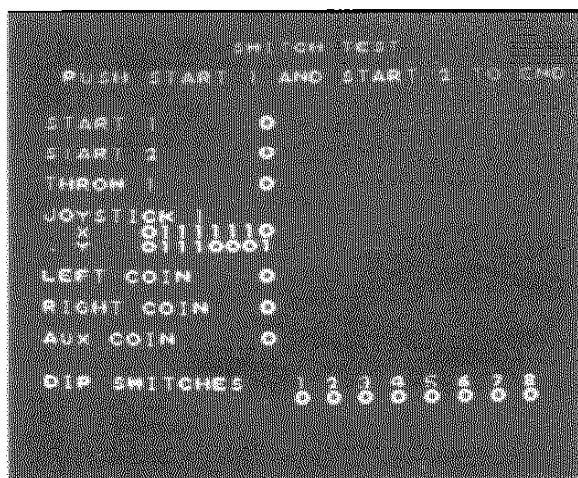 SWITCH TEST
PUSH START 1 AND START 2 TO END
START 1 0
START 2 0
THROW 1 0
JOYSTICK 1
X 01111110
Y 01110001
LEFT COIN 0
RIGHT COIN 0
AUX COIN 0
DIP SWITCHES 1 2 3 4 5 6 7 8
0 0 0 0 0 0 0 0